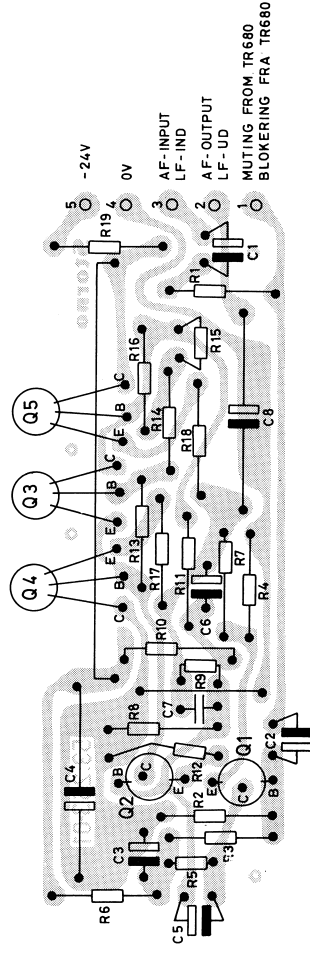 5
-24V
4
0V
3
AF-INPUT
LF-IND
2
AF-OUTPUT
LF-UD
1
MUTING FROM TR680
BLOKERING FRA TR680
R19
storno
C1
R1
Q5
C
B
E
R16
R15
R14
R18
C8
Q3
C
B
E
R13
R17
R11
R7
R4
C6
Q4
E
B
C
R10
R9
C7
R8
R12
Q2
B
C
E
Q1
E
C
B
C2
C4
R2
R3
C3
R5
C5
R6